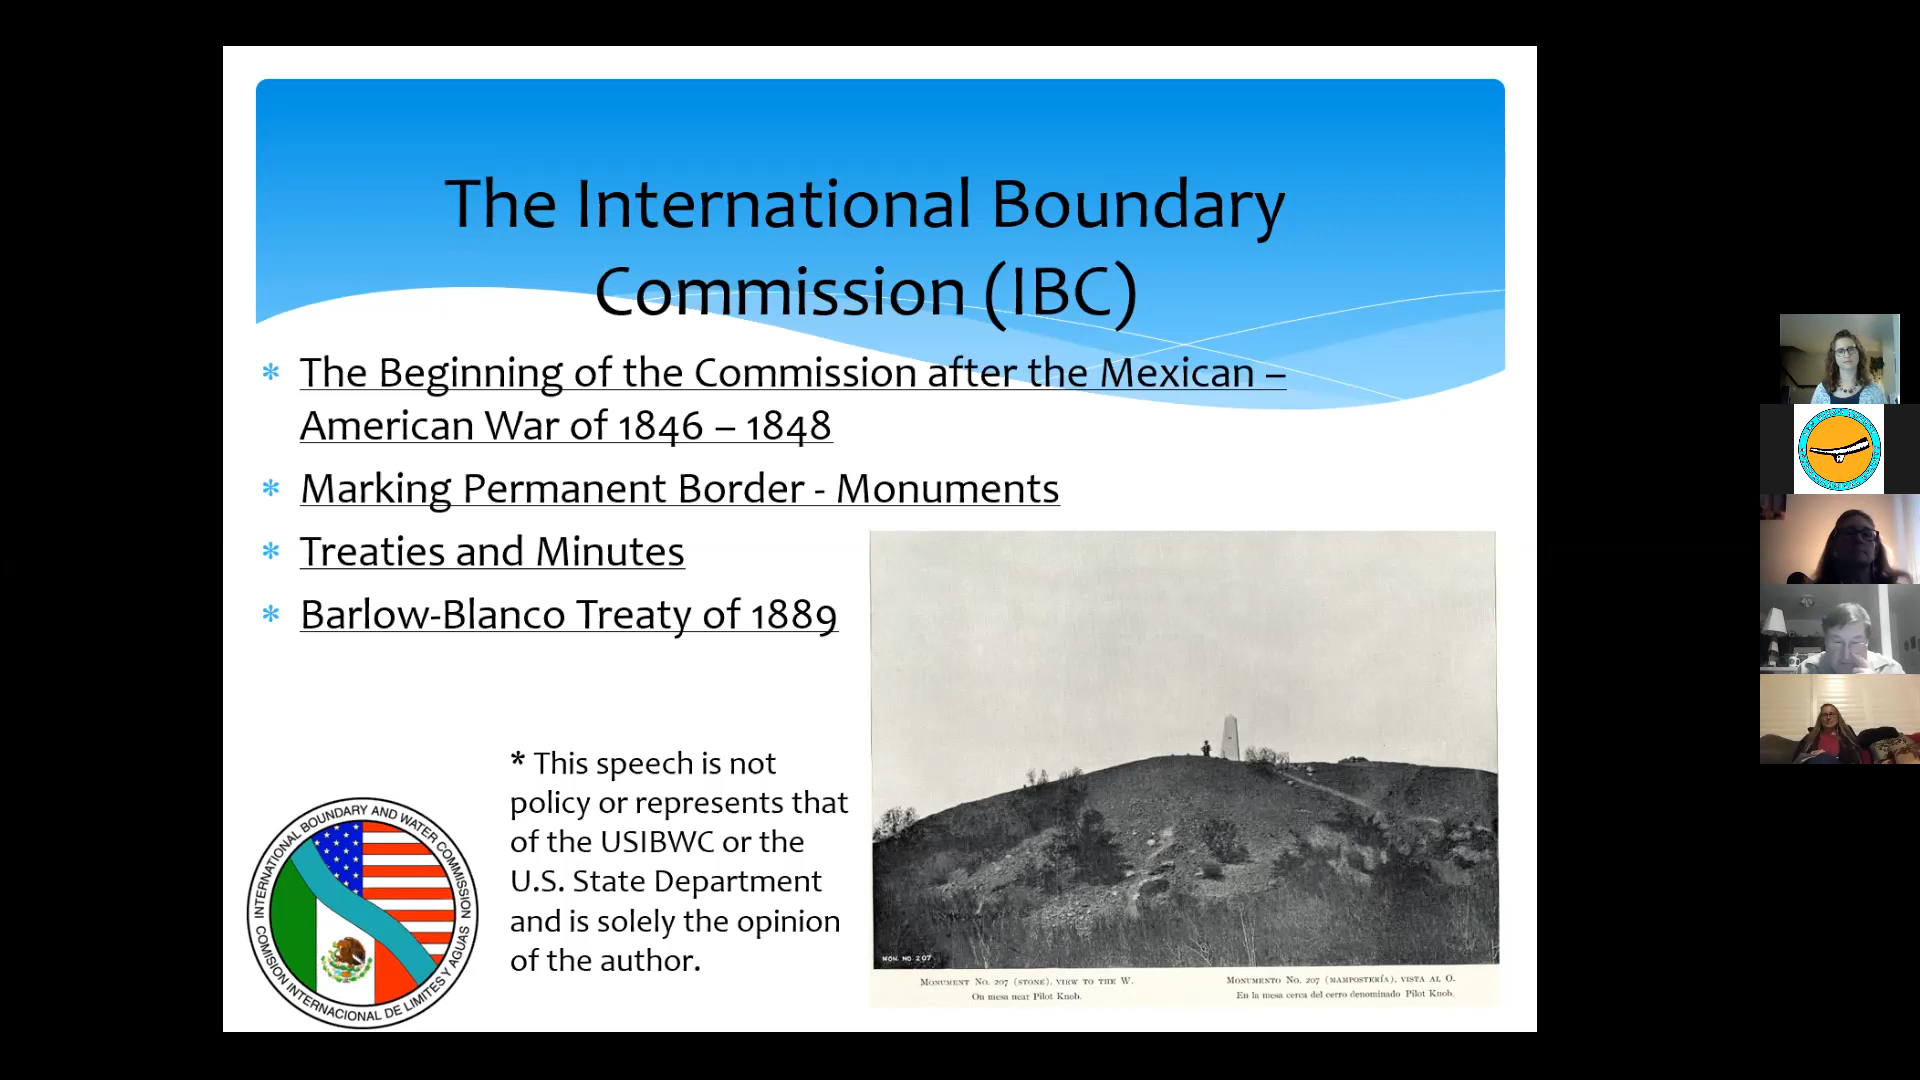 The International Boundary
Commission (IBC)
* The Beginning of the Commission after the Mexican –
American War of 1846 – 1848
* Marking Permanent Border - Monuments
* Treaties and Minutes
* Barlow-Blanco Treaty of 1889
* This speech is not
policy or represents that
of the USIBWC or the
U.S. State Department
and is solely the opinion
of the author.
INTERNATIONAL BOUNDARY AND WATER COMMISSION
COMISION INTERNACIONAL DE LIMITES Y AGUAS
MON. NO. 207
MONUMENT No. 207 (STONE), VIEW TO THE W.
On mesa near Pilot Knob.
MONUMENTO No. 207 (MAMPOSTERÍA), VISTA AL O.
En la mesa cerca del cerro denominado Pilot Knob.